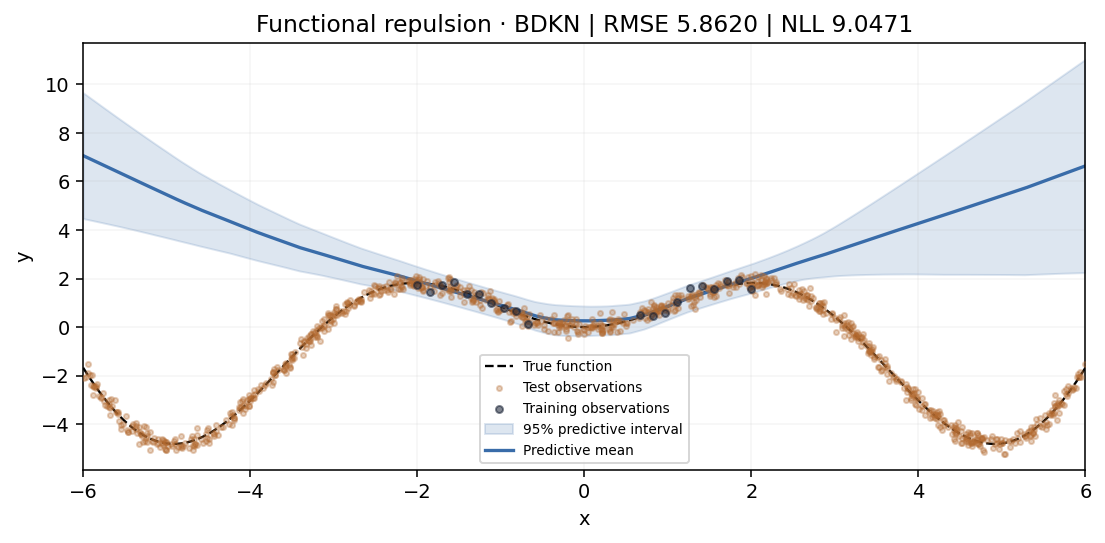 Functional repulsion · BDKN | RMSE 5.8620 | NLL 9.0471
y
10
8
6
4
2
0
−2
−4
True function
Test observations
Training observations
95% predictive interval
Predictive mean
−6 −4 −2 0 2 4 6
x